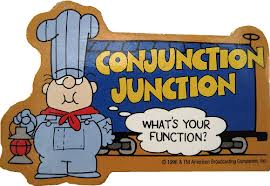 CONJUNCTION
JUNCTION
WHAT'S YOUR
FUNCTION?
© 1996 & TM American Broadcasting Companies, Inc.